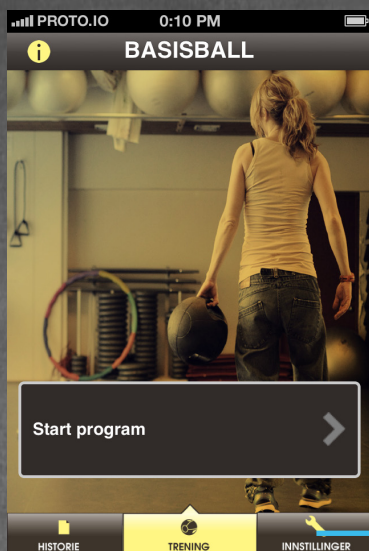 PROTO.IO 0:10 PM
i BASISBALL
Start program
HISTORIE TRENING INNSTILLINGER